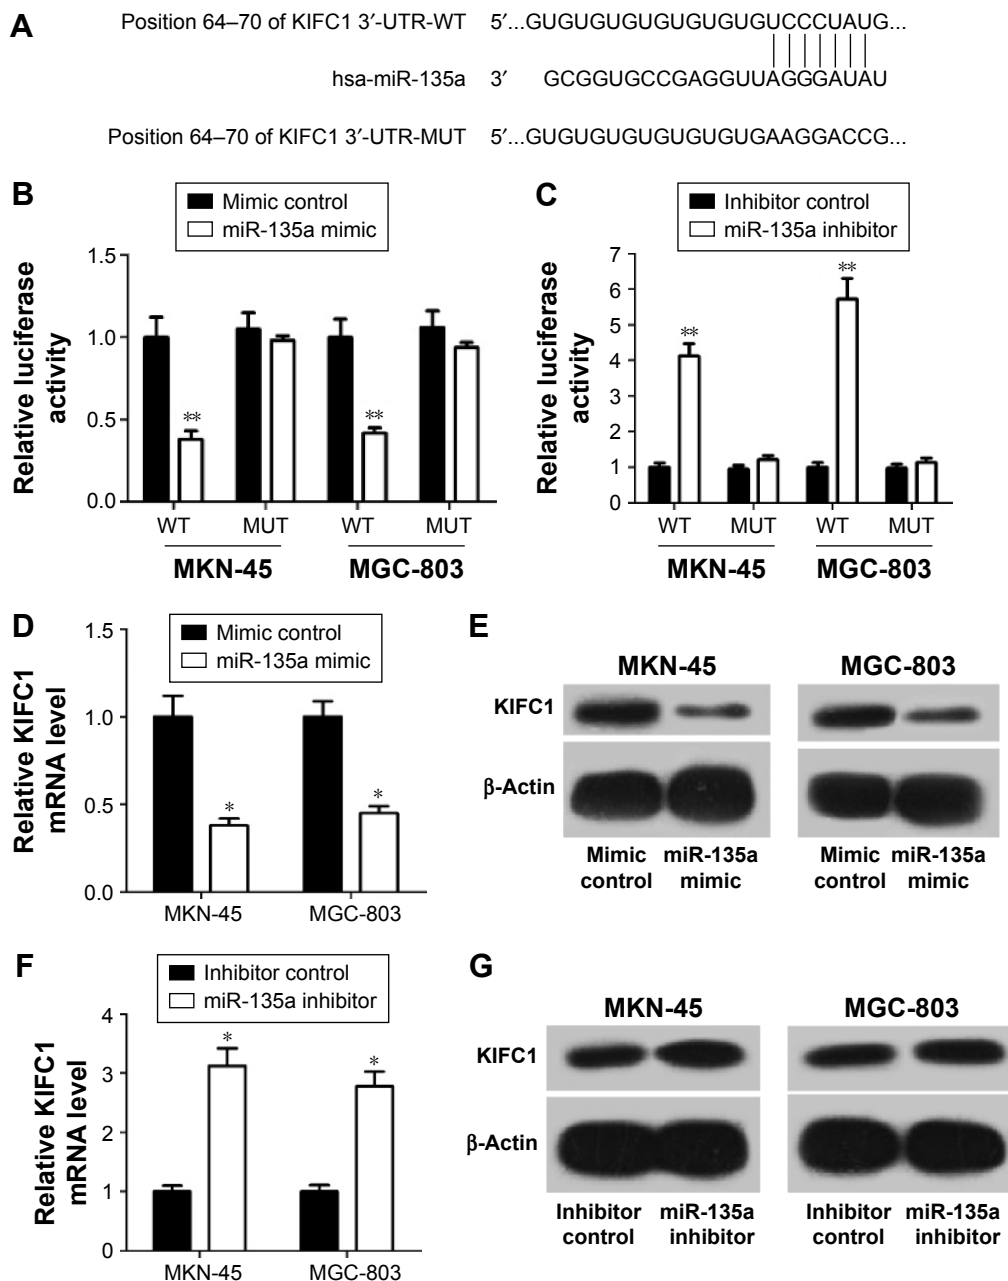 A
Position 64–70 of KIFC1 3′-UTR-WT 5′...GUGUGUGUGUGUGUGUCCCUAUG...
hsa-miR-135a 3′ GCGGUGCCGAGGUUAGGGAUAU
Position 64–70 of KIFC1 3′-UTR-MUT 5′...GUGUGUGUGUGUGUGAAGGACCG...
B
Mimic control
miR-135a mimic
Relative luciferase
activity
1.5
1.0
0.5
0.0
**
**
WT MUT WT MUT
MKN-45 MGC-803
C
Inhibitor control
miR-135a inhibitor
Relative luciferase
activity
7
6
5
4
3
2
1
0
**
**
WT MUT WT MUT
MKN-45 MGC-803
D
Mimic control
miR-135a mimic
Relative KIFC1
mRNA level
1.5
1.0
0.5
0.0
*
*
MKN-45 MGC-803
E
MKN-45 MGC-803
KIFC1
β-Actin
Mimic miR-135a Mimic miR-135a
control mimic control mimic
F
Inhibitor control
miR-135a inhibitor
Relative KIFC1
mRNA level
4
3
2
1
0
*
*
MKN-45 MGC-803
G
MKN-45 MGC-803
KIFC1
β-Actin
Inhibitor miR-135a Inhibitor miR-135a
control inhibitor control inhibitor